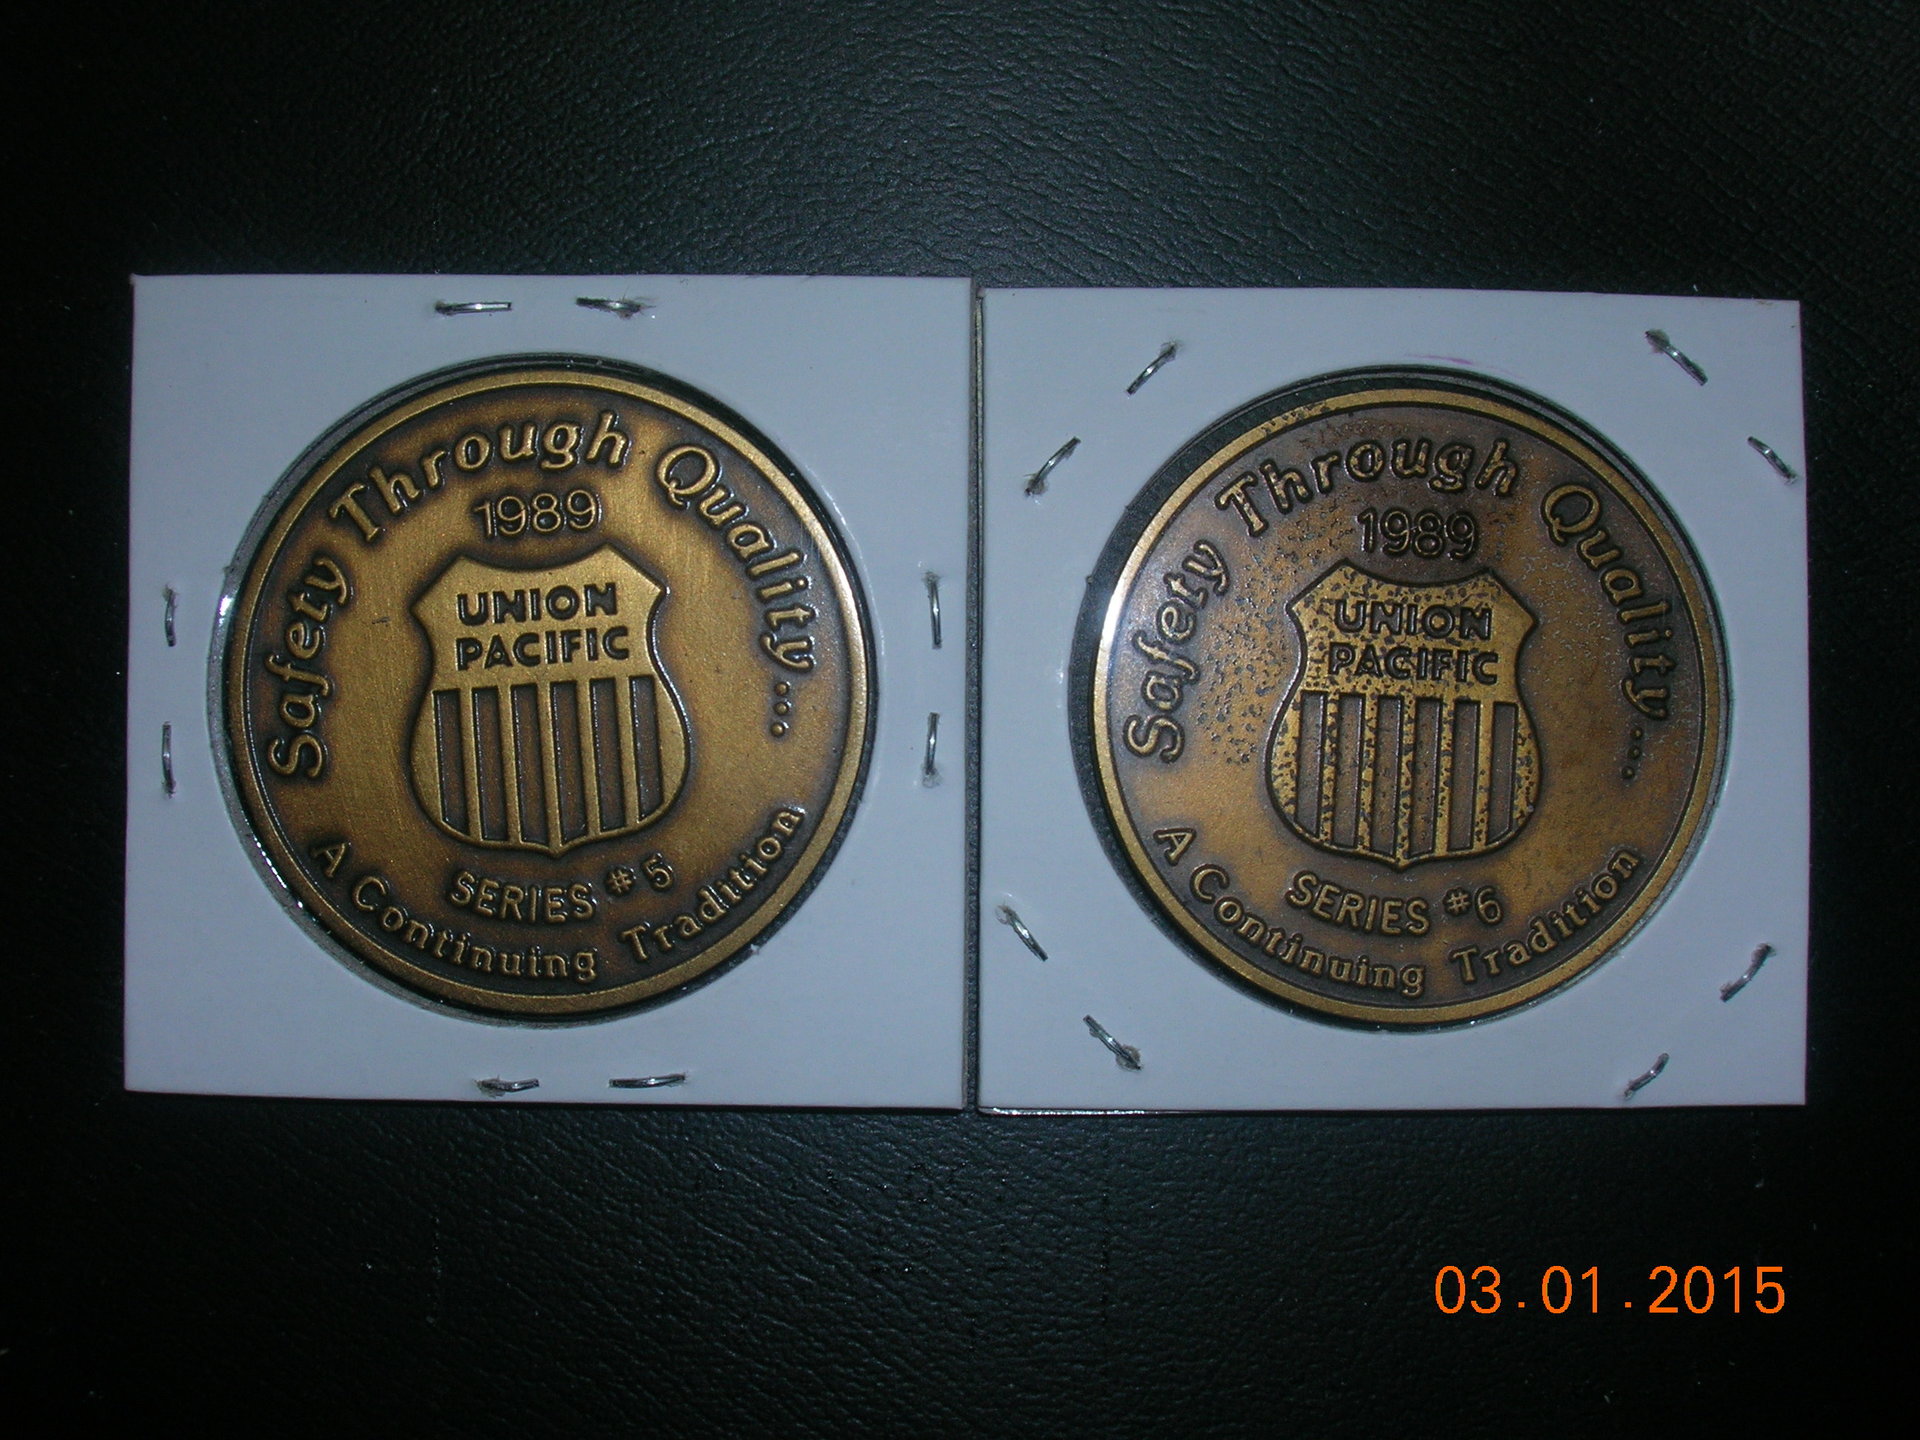 Safety Through Quality....
1989
UNION
PACIFIC
SERIES # 5
A Continuing Tradition
Safety Through Quality....
1989
UNION
PACIFIC
SERIES #6
A Continuing Tradition
03.01.2015